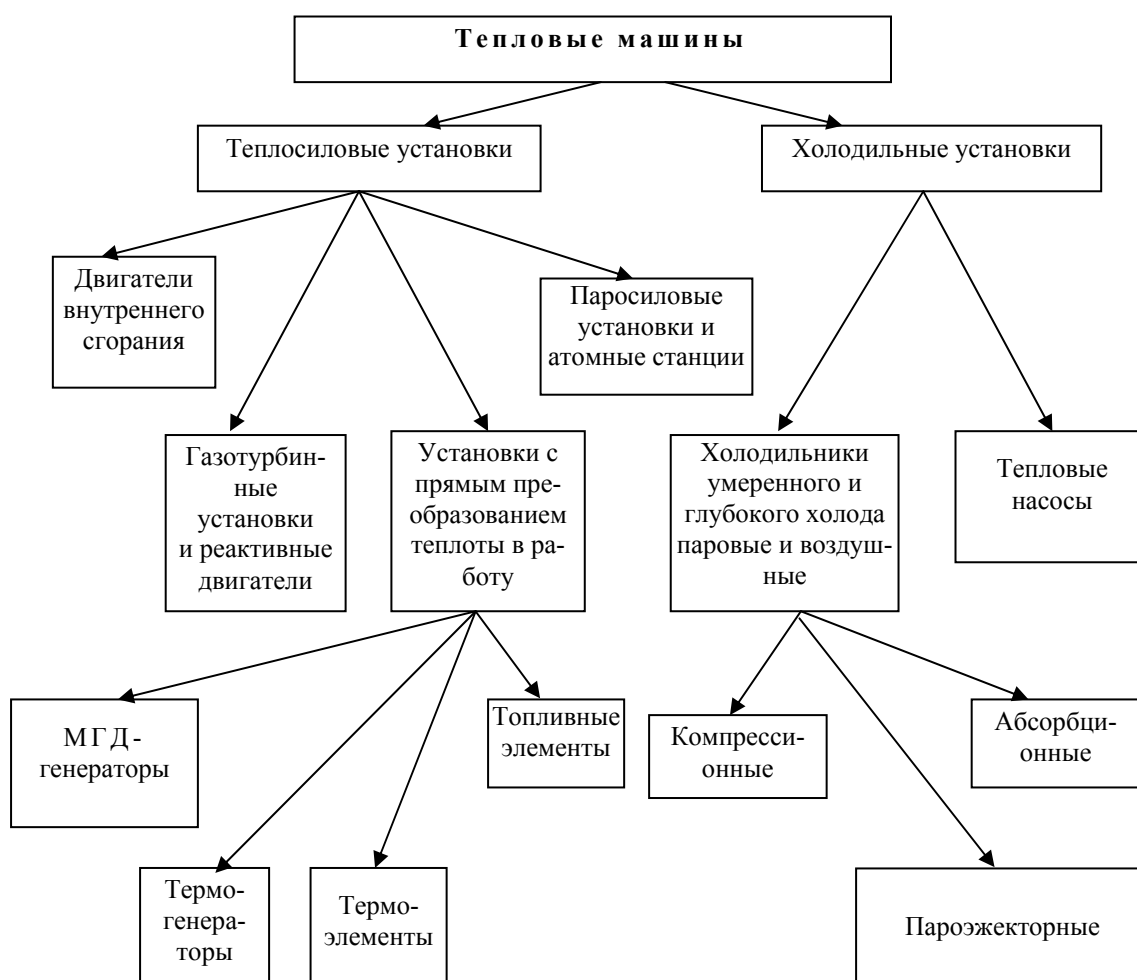 Тепловые машины
Теплосиловые установки
Холодильные установки
Двигатели
внутреннего
сгорания
Паросиловые
установки и
атомные станции
Газотурбин-
ные
установки
и реактивные
двигатели
Установки с
прямым пре-
образованием
теплоты в ра-
боту
Холодильники
умеренного и
глубокого холода
паровые и воздуш-
ные
Тепловые
насосы
МГД-
генераторы
Топливные
элементы
Компресси-
онные
Абсорбци-
онные
Термо-
генера-
торы
Термо-
элементы
Пароэжекторные